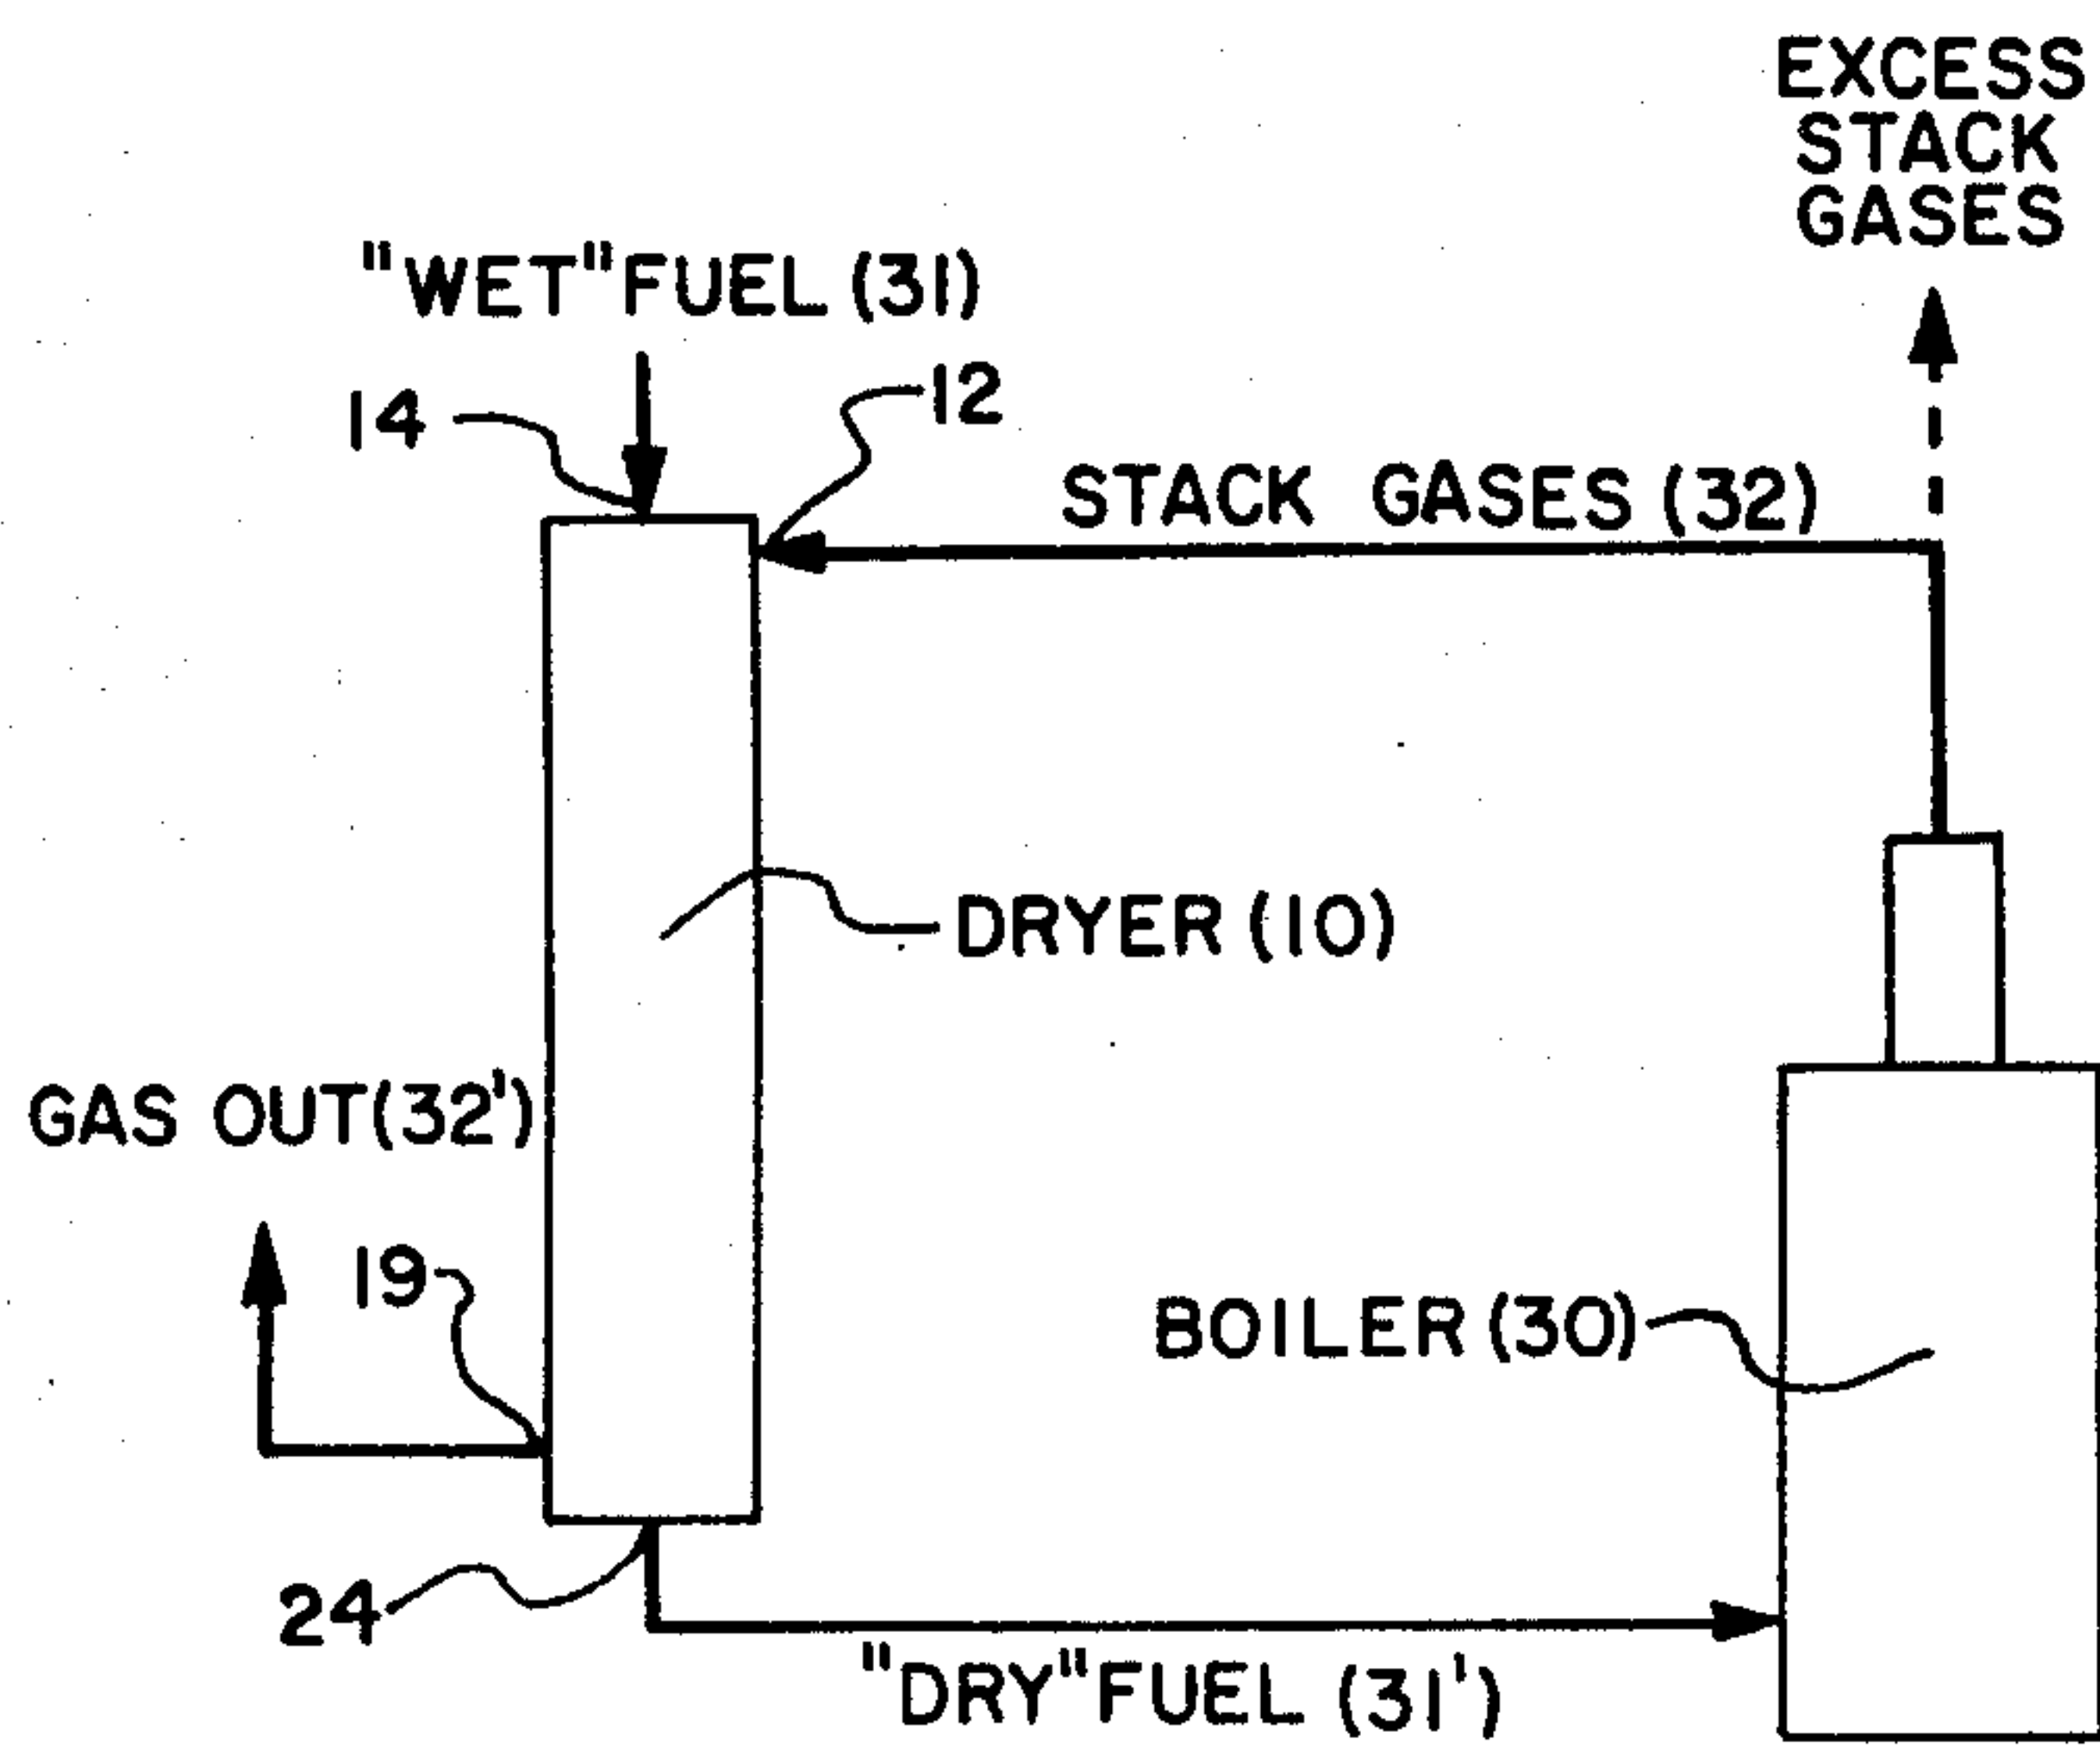 EXCESS
STACK
GASES
"WET" FUEL (31)
14
12
STACK GASES (32)
DRYER (10)
GAS OUT (32')
19
BOILER (30)
24
"DRY" FUEL (31')